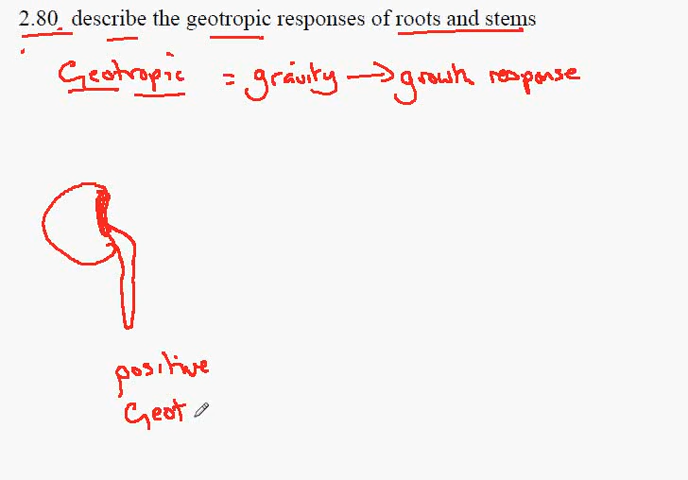 2.80 describe the geotropic responses of roots and stems
Geotropic = gravity → growth response
positive
Geot